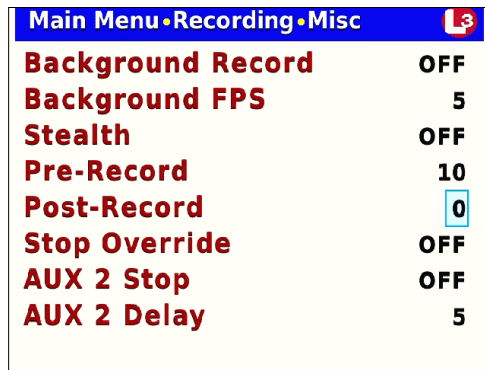 Main Menu•Recording•Misc L3
Background Record OFF
Background FPS 5
Stealth OFF
Pre-Record 10
Post-Record 0
Stop Override OFF
AUX 2 Stop OFF
AUX 2 Delay 5